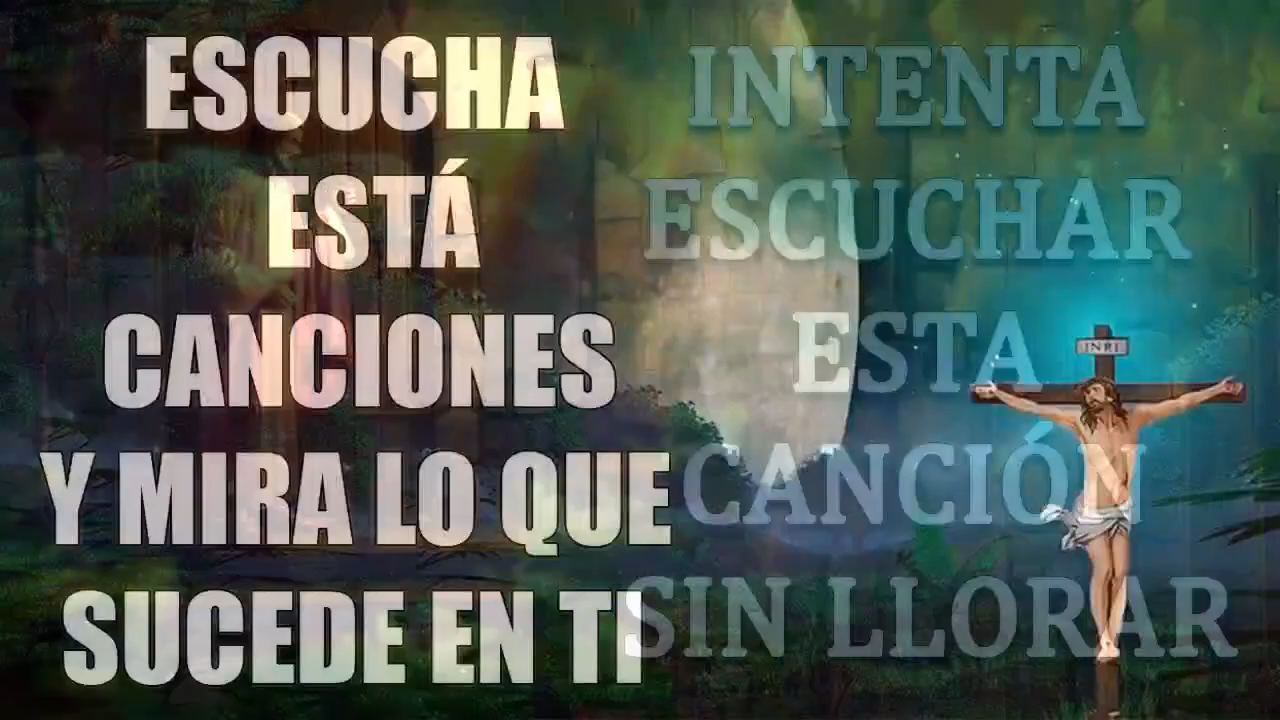 ESCUCHA
ESTÁ
CANCIONES
Y MIRA LO QUE
SUCEDE EN TI
INTENTA
ESCUCHAR
ESTA
CANCIÓN
SIN LLORAR
INRI